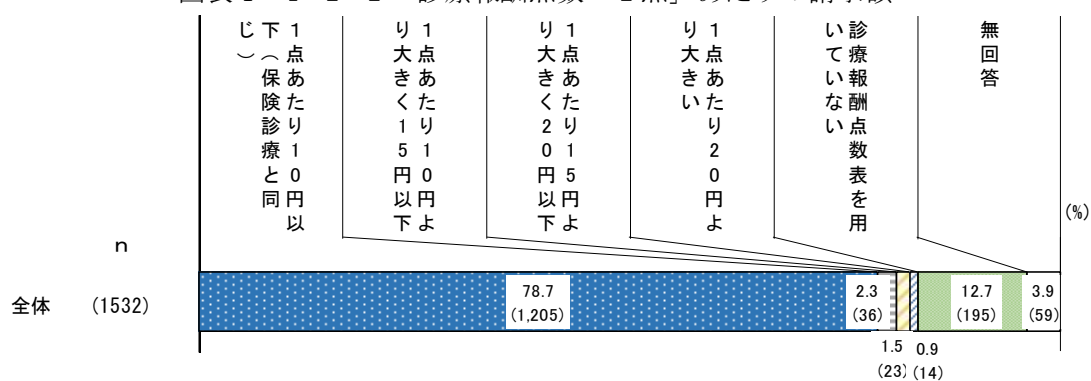 1点あたり10円以
下(保険診療と同
じ)
1点あたり10円よ
り大きく15円以下
1点あたり15円よ
り大きく20円以下
1点あたり20円よ
り大きい
診療報酬点数表を用
いていない
無回答
(%)
n
全体 (1532)
78.7
(1,205)
2.3
(36)
12.7
(195)
3.9
(59)
1.5
(23)
0.9
(14)